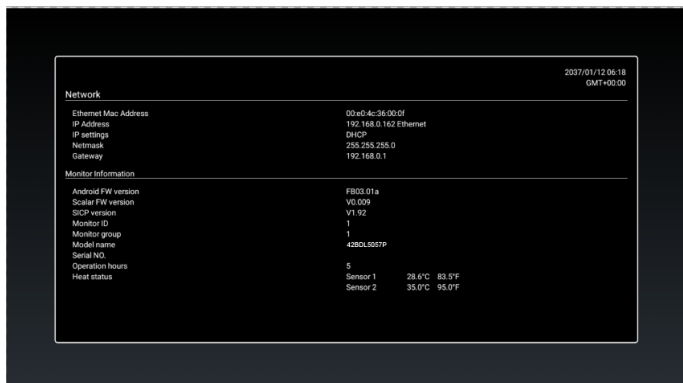 2037/01/12 06:18
GMT+00:00
Network
Ethernet Mac Address 00:e0:4c:36:00:0f
IP Address 192.168.0.162 Ethernet
IP settings DHCP
Netmask 255.255.255.0
Gateway 192.168.0.1
Monitor Information
Android FW version FB03.01a
Scalar FW version V0.009
SICP version V1.92
Monitor ID 1
Monitor group 1
Model name 42BDL5057P
Serial NO.
Operation hours 5
Heat status Sensor 1 28.6°C 83.5°F
Sensor 2 35.0°C 95.0°F